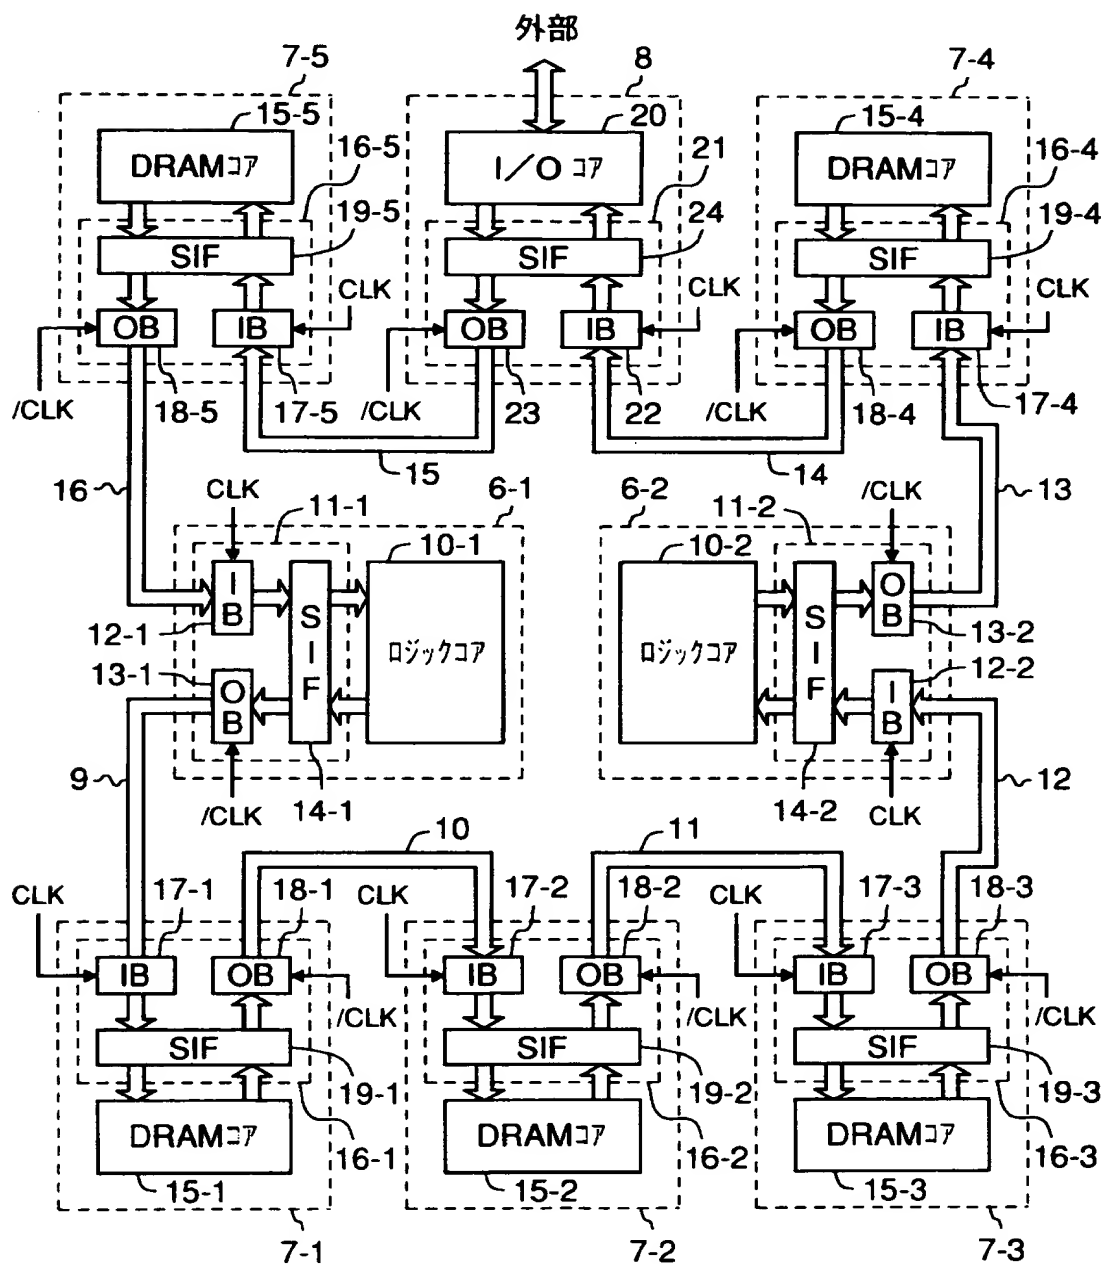 外部
7-5
8
7-4
15-5
20
15-4
DRAMコア
I/O コア
DRAMコア
16-5
21
16-4
19-5
24
19-4
SIF
SIF
SIF
CLK
CLK
CLK
OB
IB
OB
IB
OB
IB
/CLK
18-5
17-5
/CLK
23
22
/CLK
18-4
17-4
15
14
16
CLK
6-1
6-2
/CLK
13
11-1
11-2
10-1
10-2
IB
SIF
ロジックコア
ロジックコア
SIF
OB
12-1
13-2
13-1
12-2
OB
IB
9
12
/CLK
14-1
14-2
CLK
10
11
CLK
17-1
18-1
CLK
17-2
18-2
CLK
17-3
18-3
IB
OB
IB
OB
IB
OB
/CLK
/CLK
/CLK
SIF
SIF
SIF
19-1
19-2
19-3
DRAMコア
DRAMコア
DRAMコア
16-1
16-2
16-3
15-1
15-2
15-3
7-1
7-2
7-3